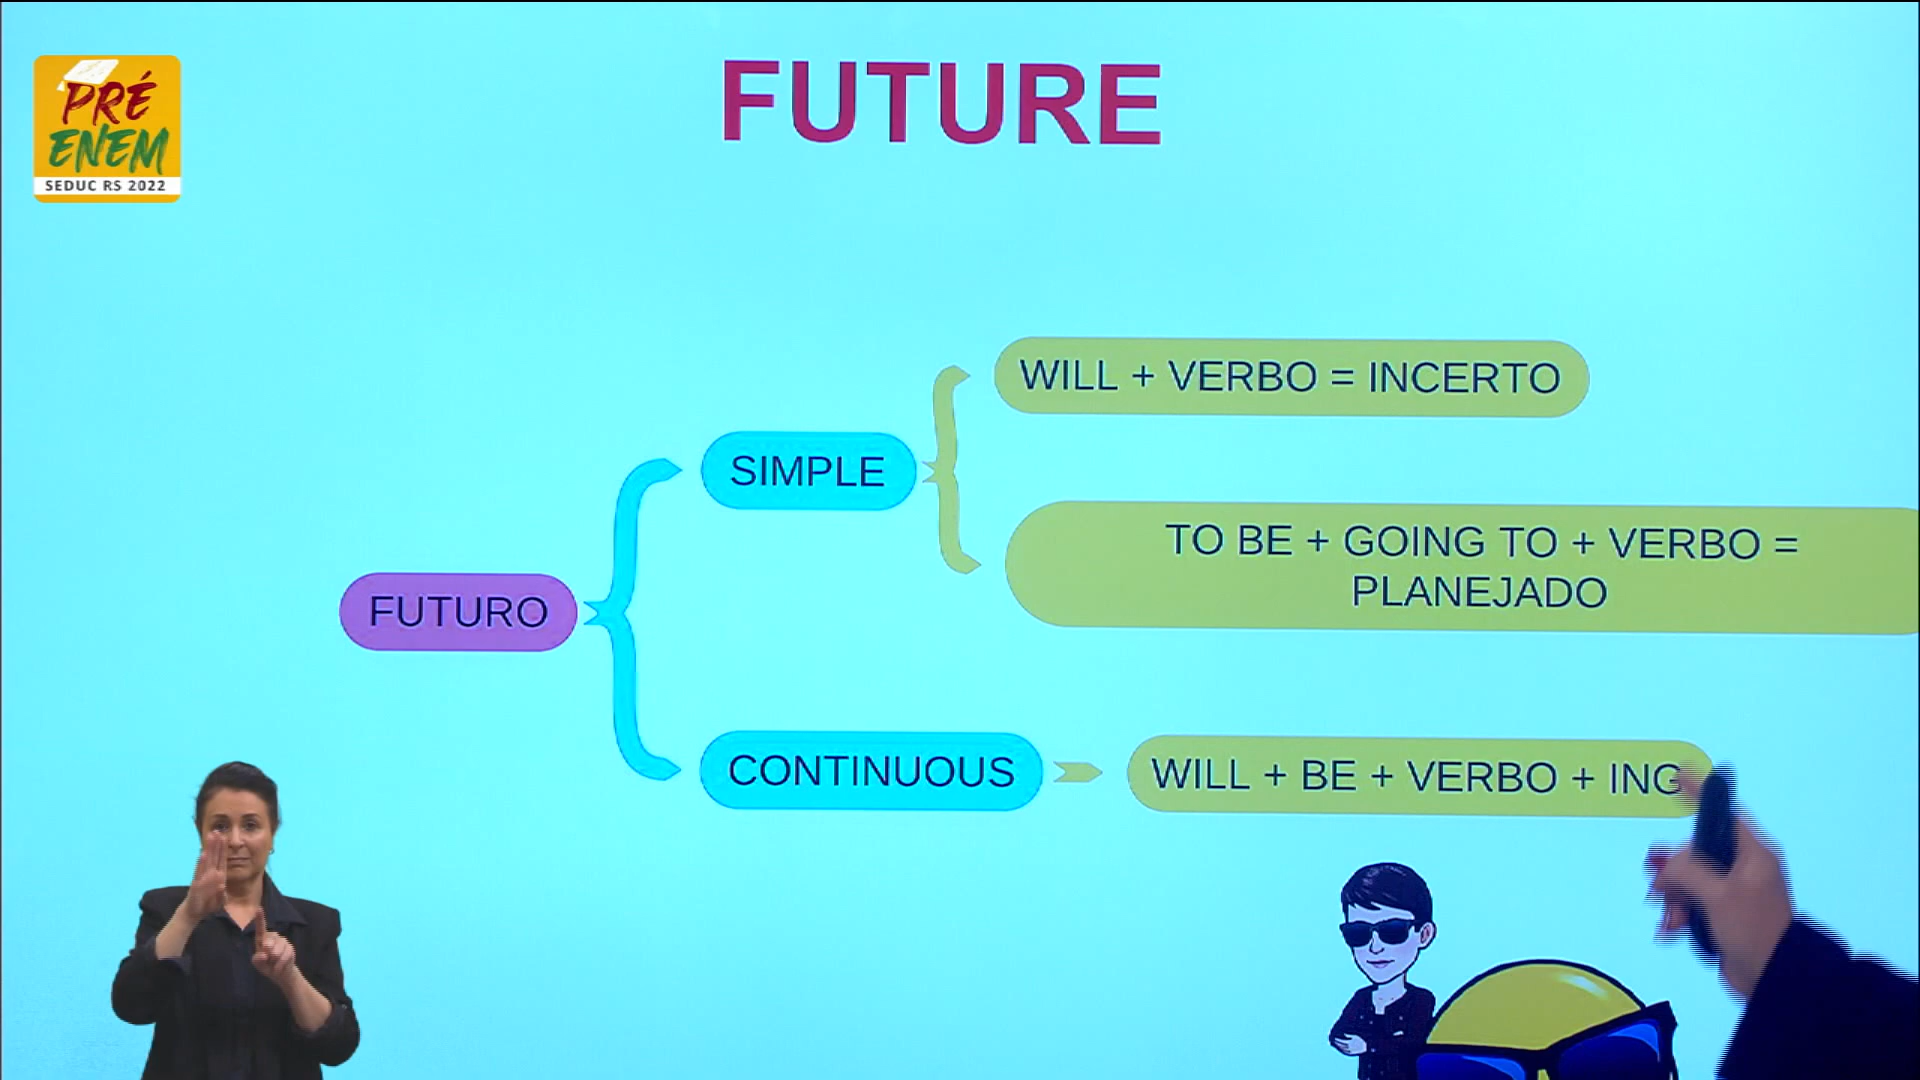 PRÉ
ENEM
SEDUC RS 2022
FUTURE
WILL + VERBO = INCERTO
SIMPLE
TO BE + GOING TO + VERBO =
PLANEJADO
FUTURO
CONTINUOUS
WILL + BE + VERBO + ING